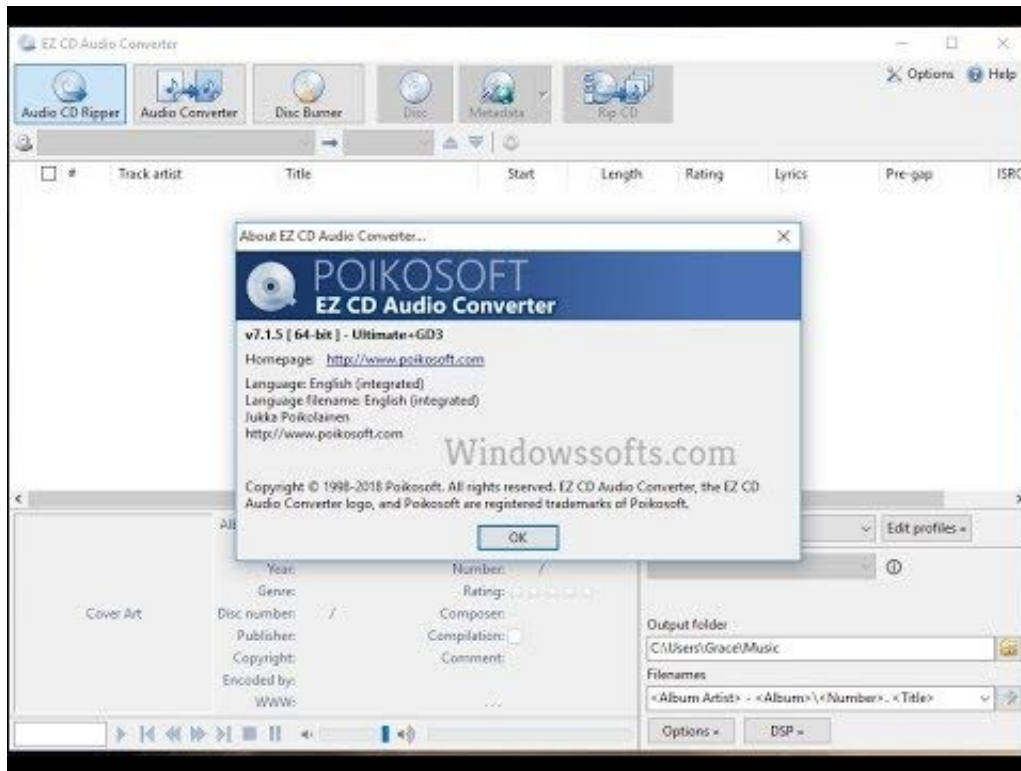 EZ CD Audio Converter
Options Help
Audio CD Ripper Audio Converter Disc Burner Disc Metadata Rip CD
# Track artist Title Start Length Rating Lyrics Pre-gap ISRC
About EZ CD Audio Converter...
POIKOSOFT
EZ CD Audio Converter
v7.1.5 [ 64-bit ] - Ultimate+GD3
Homepage: http://www.poikosoft.com
Language: English (integrated)
Language filename: English (integrated)
Jukka Poikolainen
http://www.poikosoft.com
Windowssofts.com
Copyright © 1998-2018 Poikosoft. All rights reserved. EZ CD Audio Converter, the EZ CD
Audio Converter logo, and Poikosoft are registered trademarks of Poikosoft.
OK
Edit profiles »
Year: Number: /
Genre: Rating:
Cover Art
Disc number: / Composer:
Publisher: Compilation:
Copyright: Comment:
Encoded by:
WWW: ...
Output folder
C:\Users\Grace\Music
Filenames
<Album Artist> - <Album>\<Number>. <Title>
Options » DSP »